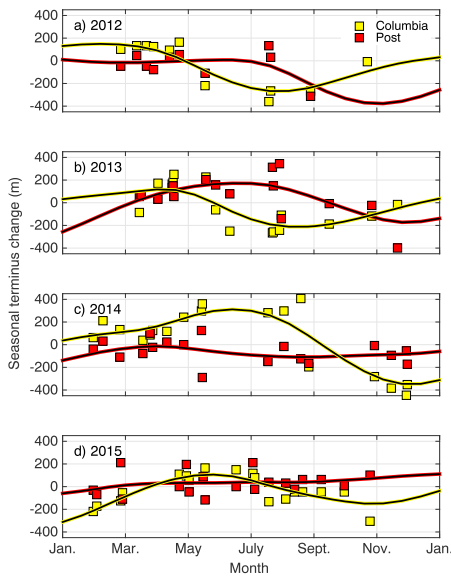 a) 2012
Columbia
Post
400
200
0
-200
-400
b) 2013
400
200
0
-200
-400
Seasonal terminus change (m)
c) 2014
400
200
0
-200
-400
d) 2015
400
200
0
-200
-400
Jan. Mar. May July Sept. Nov. Jan.
Month